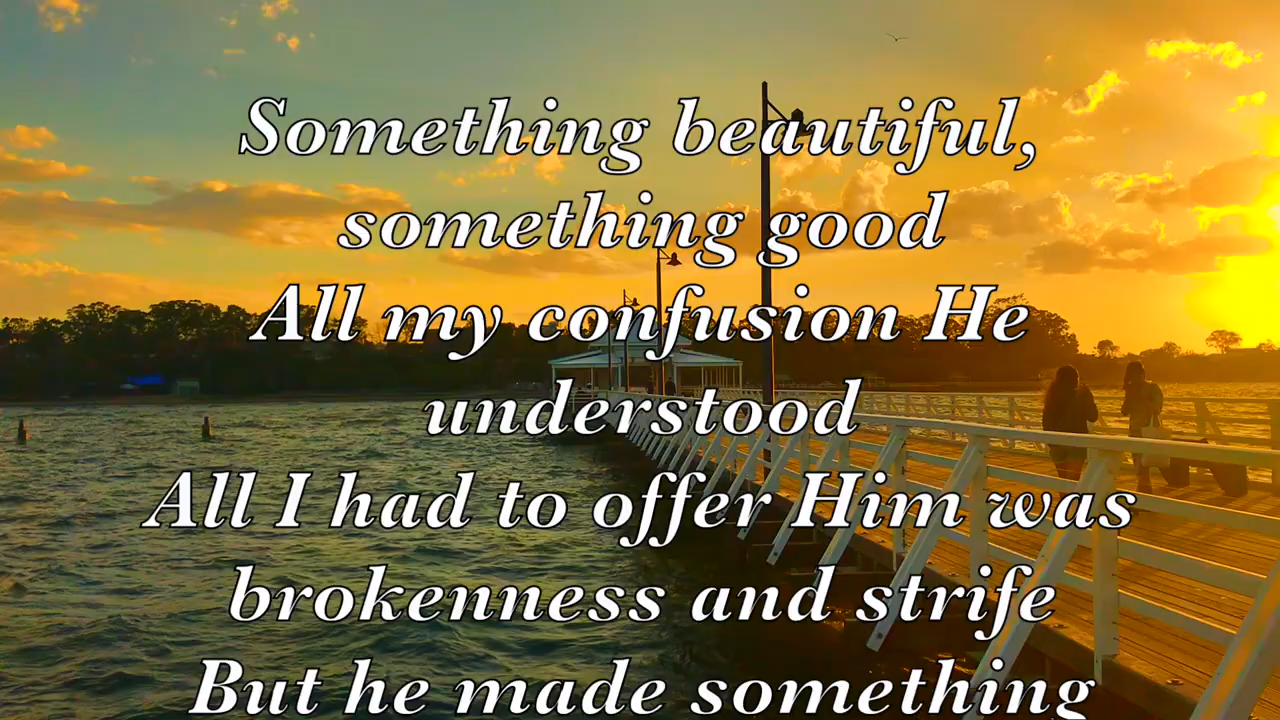 Something beautiful,
something good
All my confusion He
understood
All I had to offer Him was
brokenness and strife
But he made something